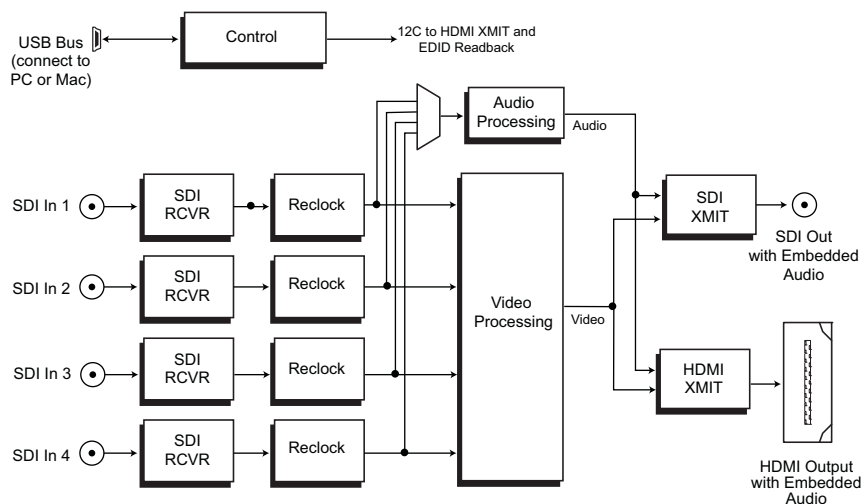 USB Bus
(connect to
PC or Mac)
Control
12C to HDMI XMIT and
EDID Readback
Audio
Processing
Audio
SDI In 1
SDI
RCVR
Reclock
SDI
XMIT
SDI Out
with Embedded
Audio
SDI In 2
SDI
RCVR
Reclock
Video
Processing
Video
SDI In 3
SDI
RCVR
Reclock
HDMI
XMIT
SDI In 4
SDI
RCVR
Reclock
HDMI Output
with Embedded
Audio